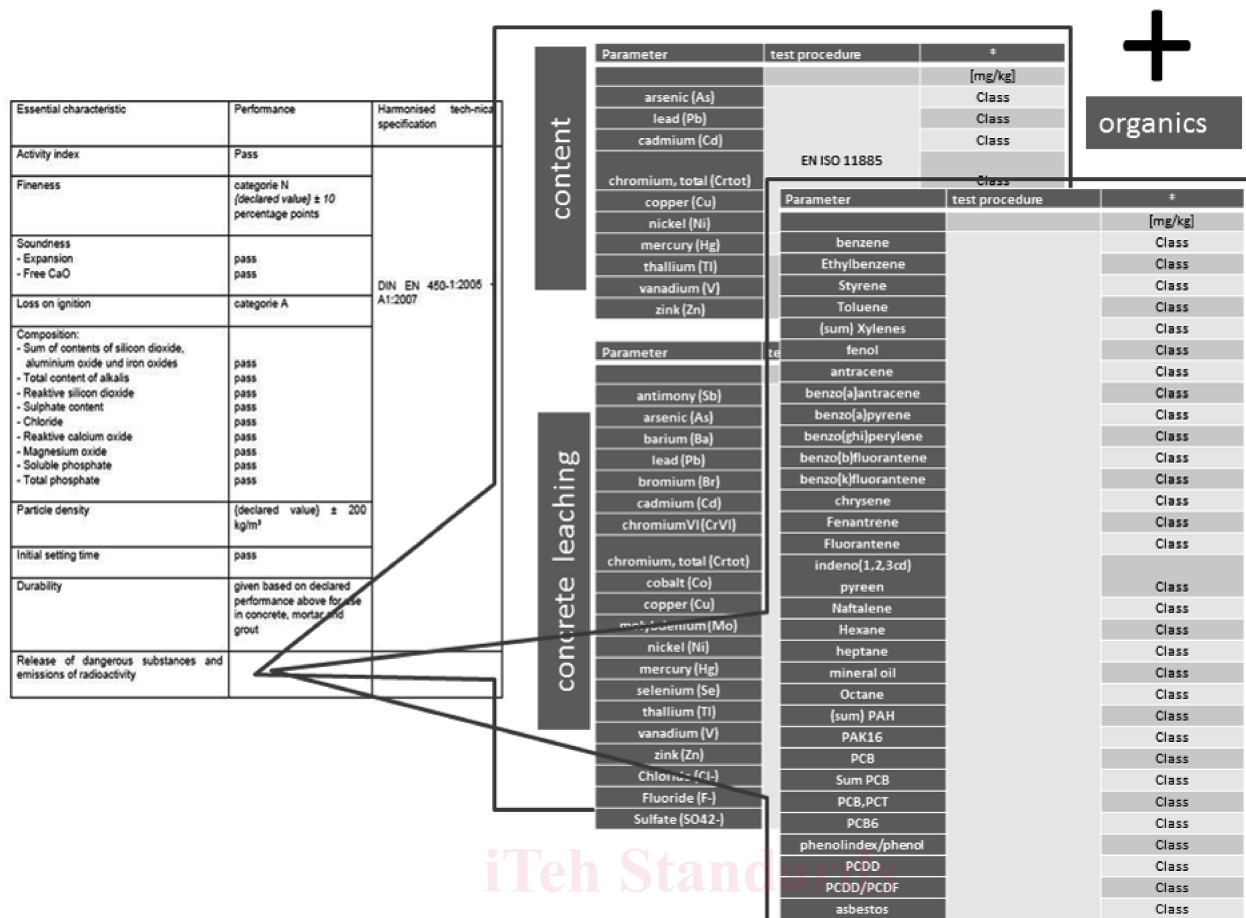 Essential characteristic Performance Harmonised tech-nical specification
Activity index Pass
Fineness categorie N
{declared value} ± 10
percentage points
Soundness
- Expansion pass
- Free CaO pass
DIN EN 450-1:2005 -
A1:2007
Loss on ignition categorie A
Composition:
- Sum of contents of silicon dioxide,
aluminium oxide und iron oxides pass
- Total content of alkalis pass
- Reaktive silicon dioxide pass
- Sulphate content pass
- Chloride pass
- Reaktive calcium oxide pass
- Magnesium oxide pass
- Soluble phosphate pass
- Total phosphate pass
Particle density {declared value} ± 200
kg/m³
Initial setting time pass
Durability given based on declared
performance above for use
in concrete, mortar and
grout
Release of dangerous substances and
emissions of radioactivity
content
Parameter test procedure *
[mg/kg]
arsenic (As) Class
lead (Pb) Class
cadmium (Cd) Class
EN ISO 11885
chromium, total (Crtot) Class
copper (Cu)
nickel (Ni)
mercury (Hg)
thallium (Tl)
vanadium (V)
zink (Zn)
concrete leaching
Parameter te
antimony (Sb)
arsenic (As)
barium (Ba)
lead (Pb)
bromium (Br)
cadmium (Cd)
chromiumVI (CrVI)
chromium, total (Crtot)
cobalt (Co)
copper (Cu)
molybdenium (Mo)
nickel (Ni)
mercury (Hg)
selenium (Se)
thallium (Tl)
vanadium (V)
zink (Zn)
Chloride (Cl-)
Fluoride (F-)
Sulfate (SO42-)
+
organics
Parameter test procedure *
[mg/kg]
benzene Class
Ethylbenzene Class
Styrene Class
Toluene Class
(sum) Xylenes Class
fenol Class
antracene Class
benzo(a)antracene Class
benzo(a)pyrene Class
benzo(ghi)perylene Class
benzo(b)fluorantene Class
benzo(k)fluorantene Class
chrysene Class
Fenantrene Class
Fluorantene Class
indeno(1,2,3cd)
pyreen Class
Naftalene Class
Hexane Class
heptane Class
mineral oil Class
Octane Class
(sum) PAH Class
PAK16 Class
PCB Class
Sum PCB Class
PCB,PCT Class
PCB6 Class
phenolindex/phenol Class
PCDD Class
PCDD/PCDF Class
asbestos Class
iTeh Standards